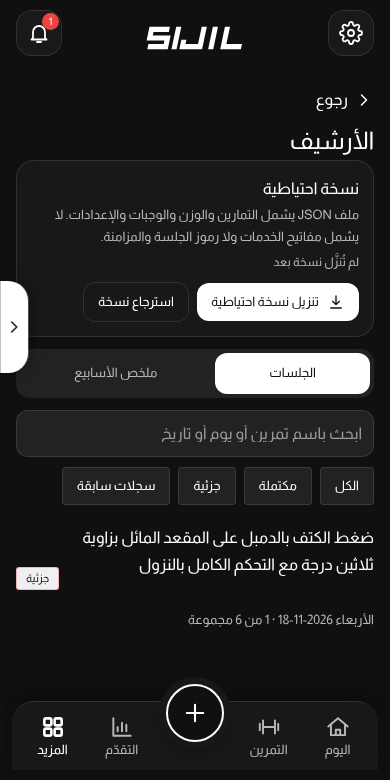 1
SIJIL
رجوع
الأرشيف
نسخة احتياطية
ملف JSON يشمل التمارين والوزن والوجبات والإعدادات. لا
يشمل مفاتيح الخدمات ولا رموز الجلسة والمزامنة.
لم تُنزَّل نسخة بعد
تنزيل نسخة احتياطية
استرجاع نسخة
الجلسات
ملخص الأسابيع
ابحث باسم تمرين أو يوم أو تاريخ
الكل
مكتملة
جزئية
سجلات سابقة
ضغط الكتف بالدمبل على المقعد المائل بزاوية
ثلاثين درجة مع التحكم الكامل بالنزول
جزئية
الأربعاء 2026-11-18 · 1 من 6 مجموعة
اليوم
التمرين
التقدّم
المزيد